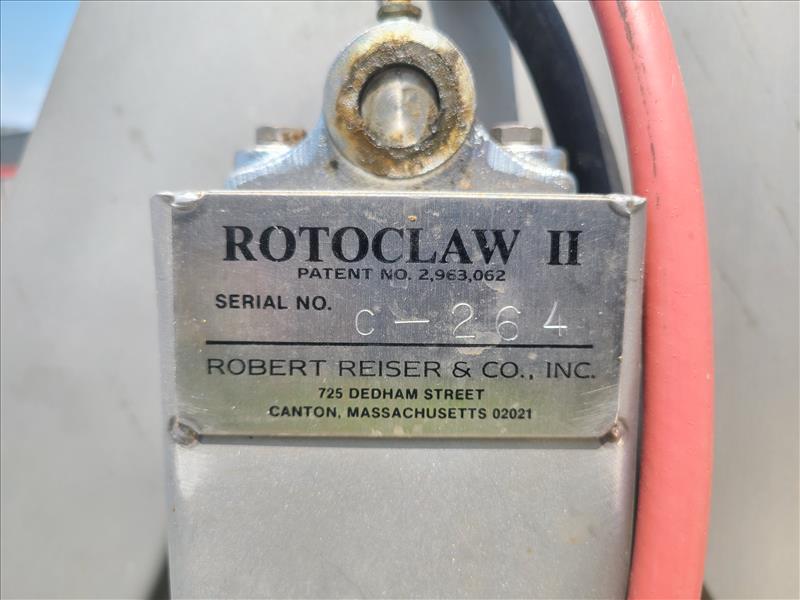 ROTOCLAW II
PATENT NO. 2,963,062
SERIAL NO. C-264
ROBERT REISER & CO., INC.
725 DEDHAM STREET
CANTON, MASSACHUSETTS 02021